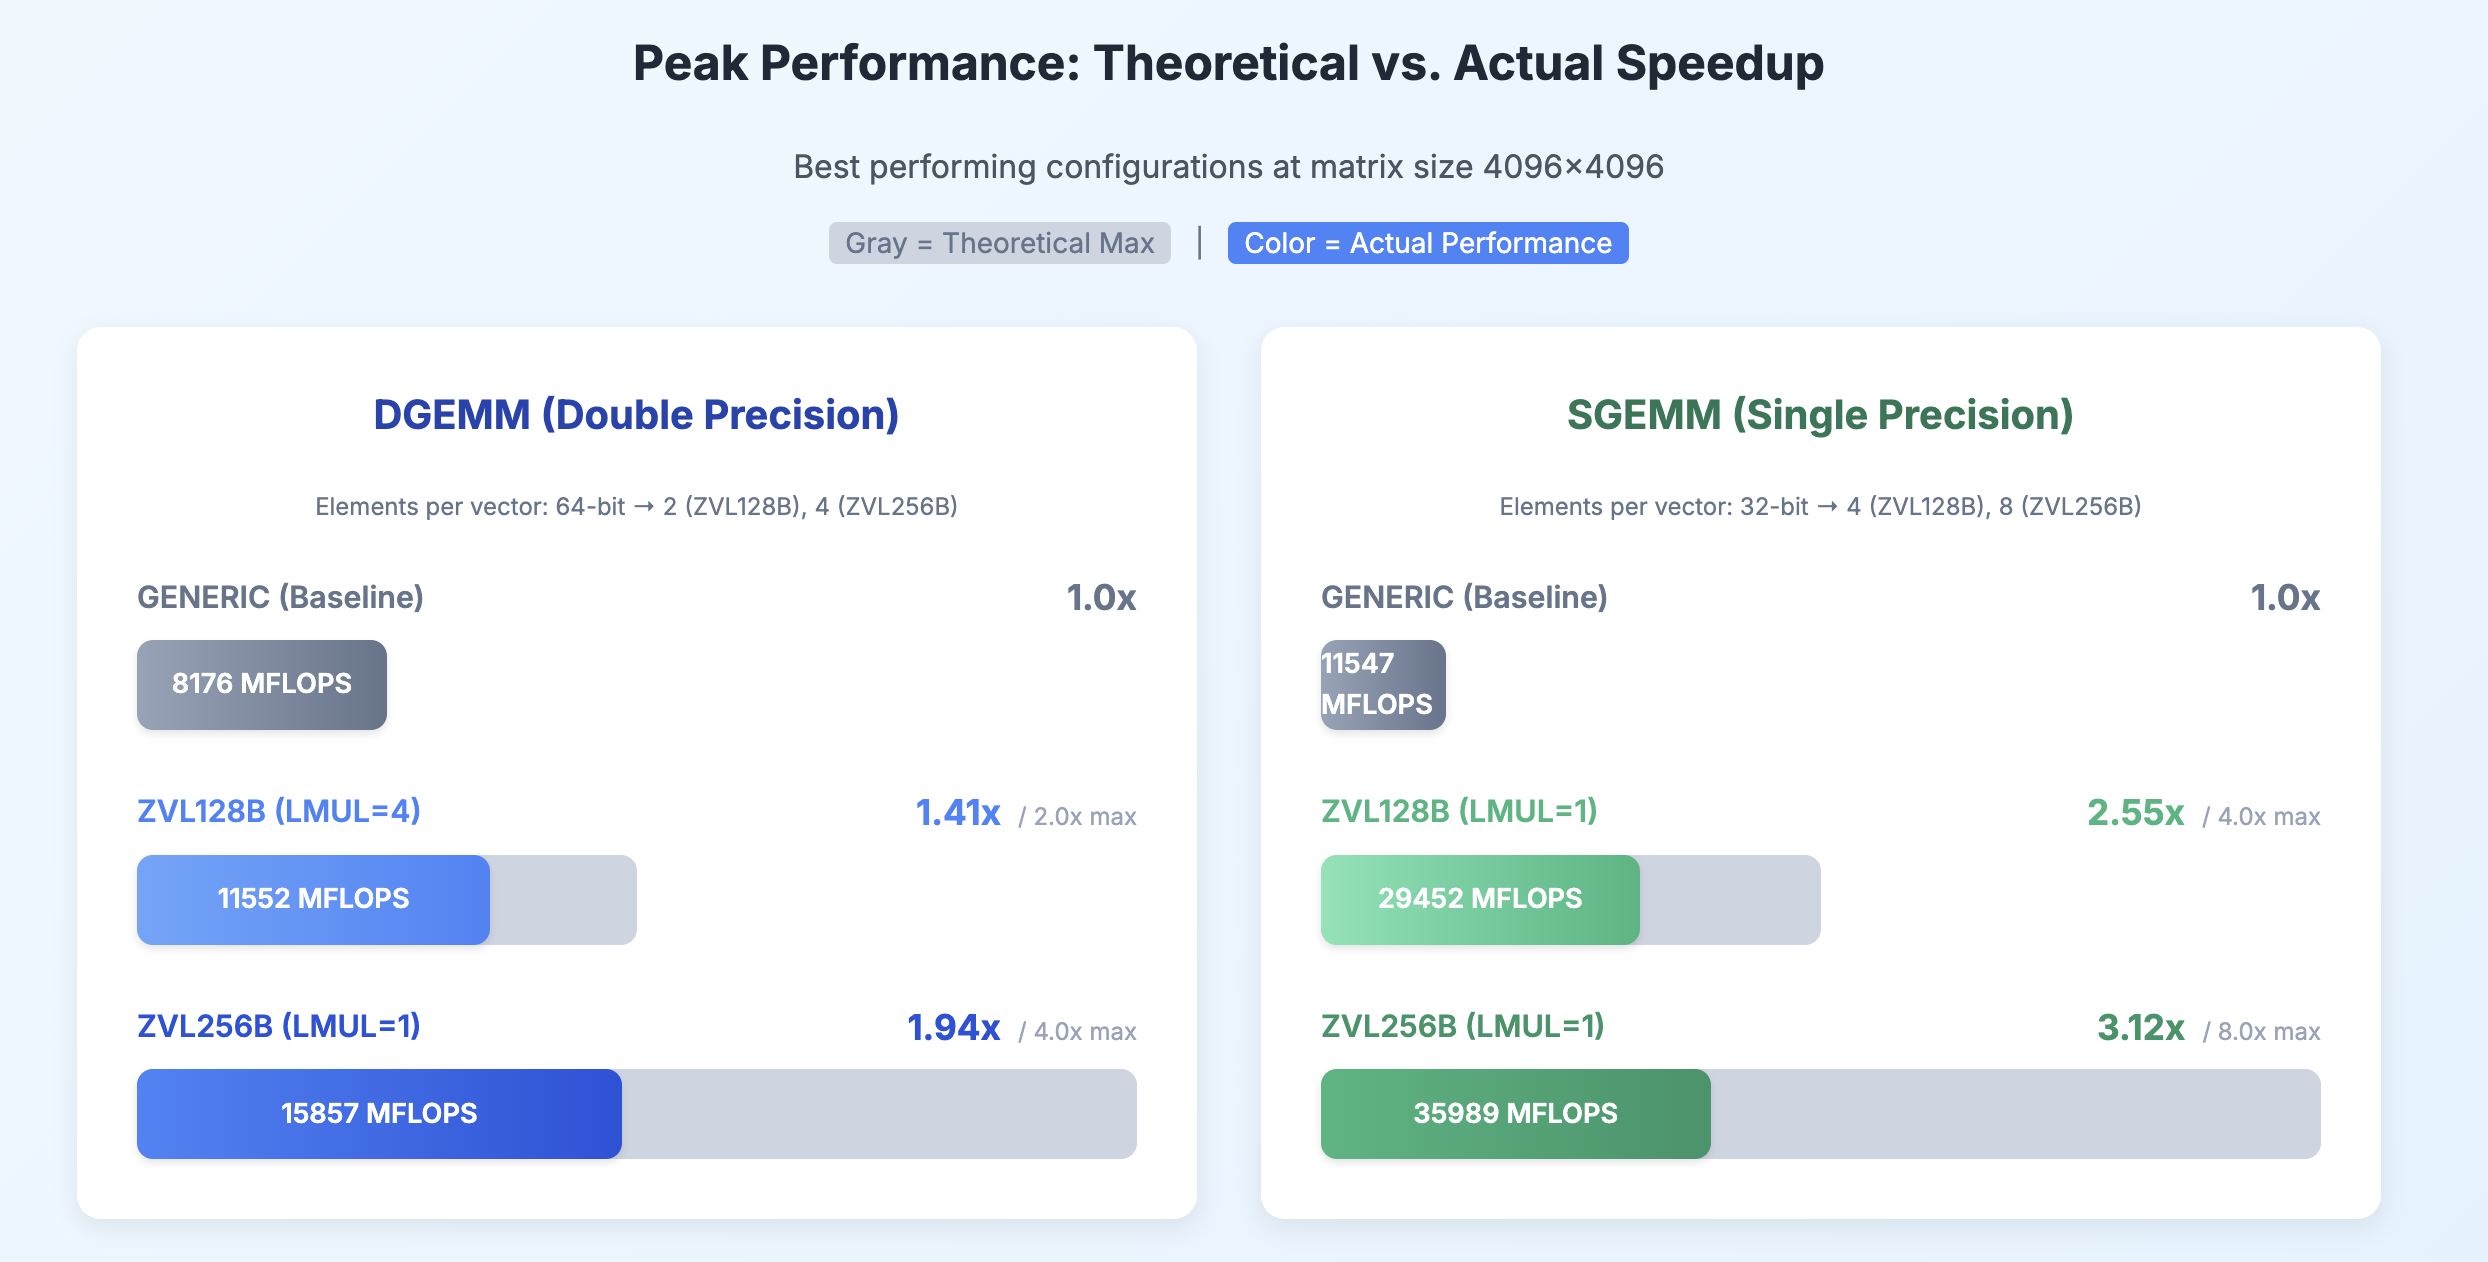 Peak Performance: Theoretical vs. Actual Speedup
Best performing configurations at matrix size 4096×4096
Gray = Theoretical Max | Color = Actual Performance
DGEMM (Double Precision)
Elements per vector: 64-bit → 2 (ZVL128B), 4 (ZVL256B)
GENERIC (Baseline) 1.0x
8176 MFLOPS
ZVL128B (LMUL=4) 1.41x / 2.0x max
11552 MFLOPS
ZVL256B (LMUL=1) 1.94x / 4.0x max
15857 MFLOPS
SGEMM (Single Precision)
Elements per vector: 32-bit → 4 (ZVL128B), 8 (ZVL256B)
GENERIC (Baseline) 1.0x
11547
MFLOPS
ZVL128B (LMUL=1) 2.55x / 4.0x max
29452 MFLOPS
ZVL256B (LMUL=1) 3.12x / 8.0x max
35989 MFLOPS